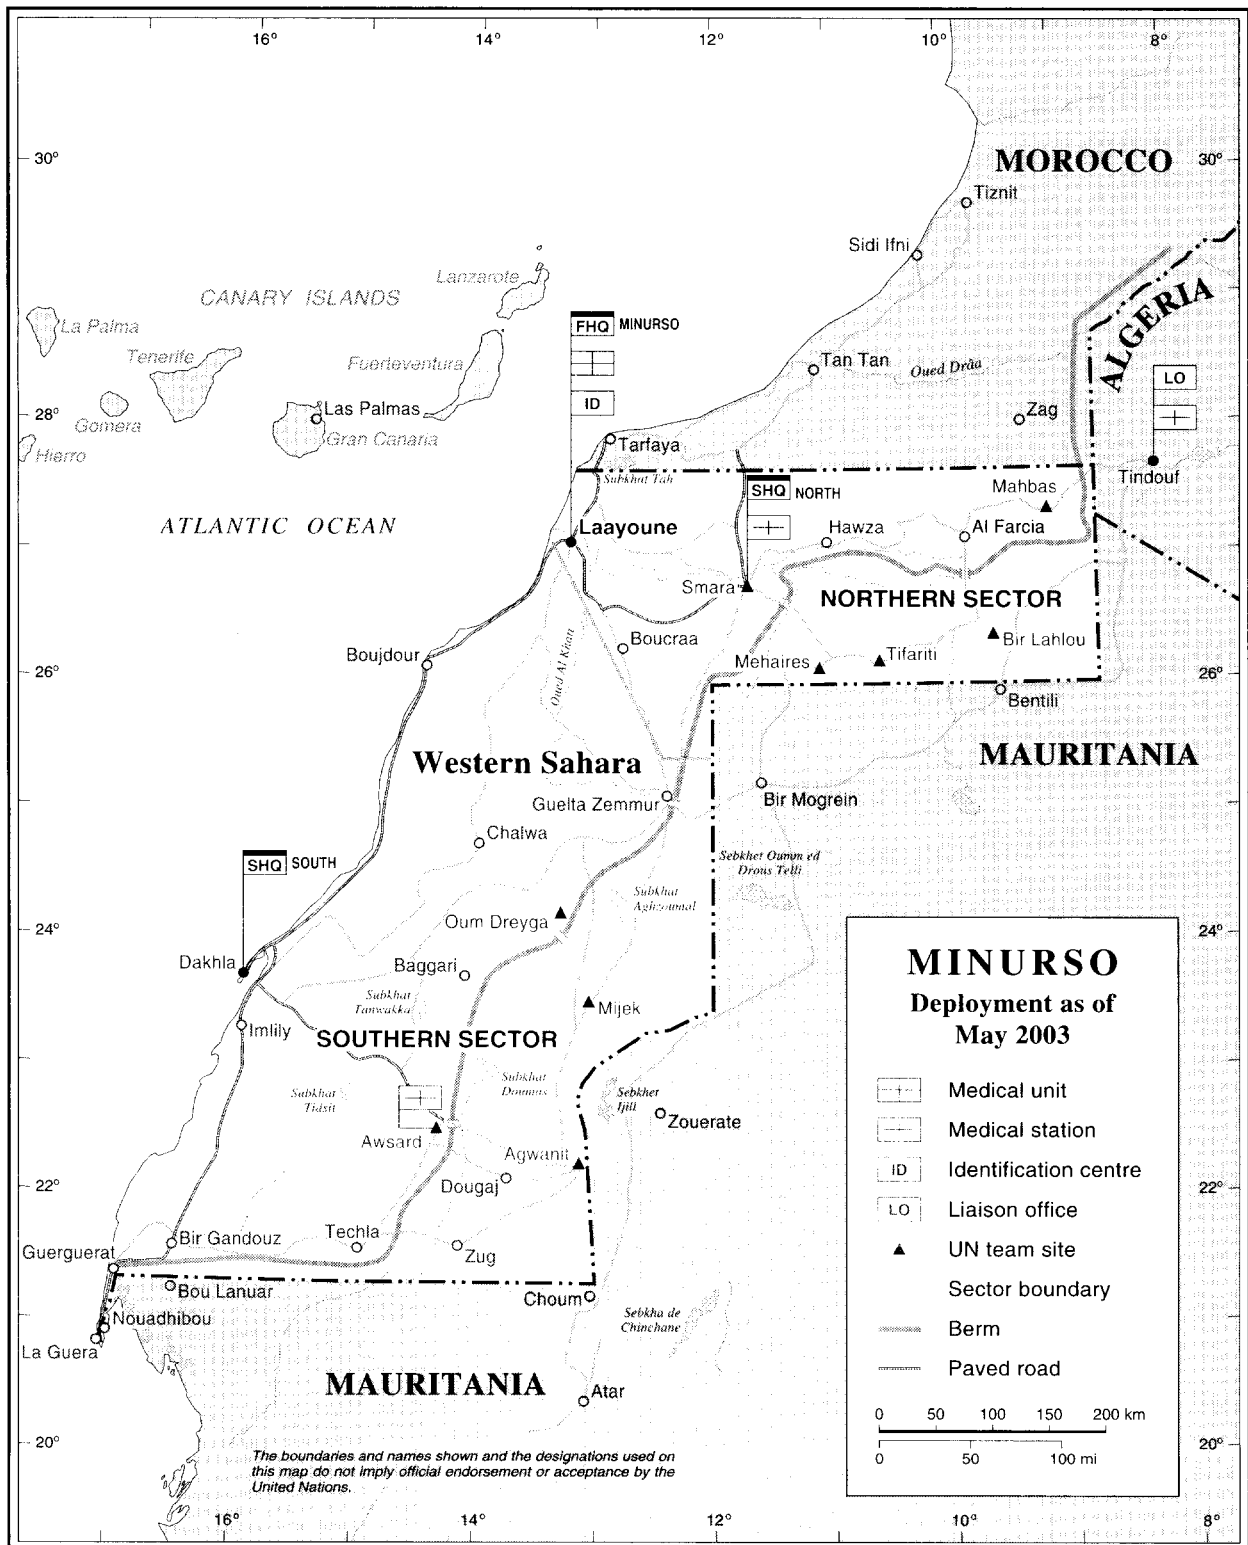 16° 14° 12° 10° 8°
30° MOROCCO 30°
Tiznit
Sidi Ifni
Lanzarote
CANARY ISLANDS
ALGERIA
La Palma
FHQ MINURSO
Tenerife
Fuerteventura
Tan Tan
Oued Drâa
LO
ID
Las Palmas
Zag
28°
Gomera
Gran Canaria
Hierro
Tarfaya
Subkhat Tah
Tindouf
SHQ NORTH
Mahbas
ATLANTIC OCEAN
Laayoune
Hawza
Al Farcia
Smara
NORTHERN SECTOR
Boucraa
Bir Lahlou
Boujdour
Mehaires
Tifariti
26° 26°
Oued Al Khatt
Bentili
Western Sahara
MAURITANIA
Guelta Zemmur
Bir Mogrein
Chalwa
SHQ SOUTH
Sebkhet Oumm ed
Drous Telli
Subkhat
Aghzoumal
Oum Dreyga
24° 24°
Dakhla
Baggari
Subkhat
Tanwakka
Mijek
Imlily
SOUTHERN SECTOR
Subkhat
Tidsit
Subkhat
Doumus
Sebkhet
Ijill
Zouerate
Awsard
Agwanit
Dougaj
22° 22°
Techla
Bir Gandouz
Zug
Guerguerat
Bou Lanuar
Choum
Nouadhibou
Sebkha de
Chinchane
La Guera
MAURITANIA
Atar
20° 20°
The boundaries and names shown and the designations used on
this map do not imply official endorsement or acceptance by the
United Nations.
16° 14° 12° 10° 8°
MINURSO
Deployment as of
May 2003
Medical unit
Medical station
ID Identification centre
LO Liaison office
UN team site
Sector boundary
Berm
Paved road
0 50 100 150 200 km
0 50 100 mi